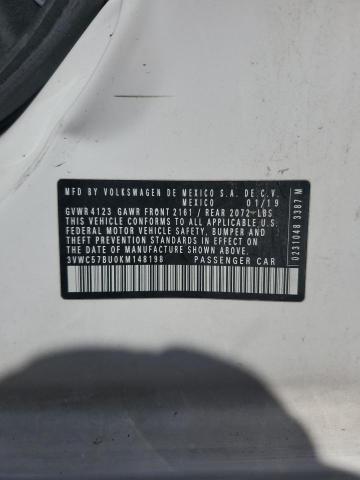 MFD BY VOLKSWAGEN DE MEXICO S.A. DE C.V.
MEXICO 01/19
GVWR 4123 GAWR FRONT 2161 / REAR 2072 LBS
THIS VEHICLE CONFORMS TO ALL APPLICABLE U.S.
FEDERAL MOTOR VEHICLE SAFETY, BUMPER, AND
THEFT PREVENTION STANDARDS IN EFFECT ON
THE DATE OF MANUFACTURE SHOWN ABOVE.
3VWC57BU0KM148198 PASSENGER CAR
0231048 3387 M